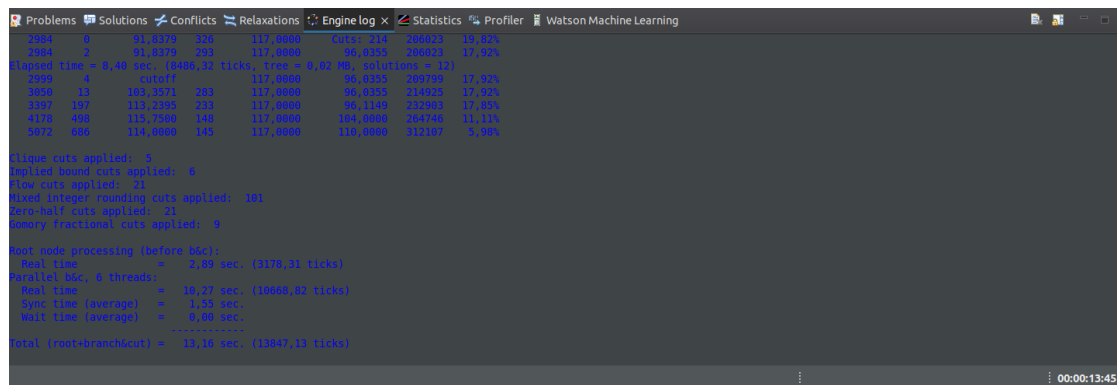 Problems Solutions Conflicts Relaxations Engine log × Statistics Profiler Watson Machine Learning
2984 0 91,8379 326 117,0000 Cuts: 214 206023 19,82%
2984 2 91,8379 293 117,0000 96,0355 206023 17,92%
Elapsed time = 8,40 sec. (8486,32 ticks, tree = 0,02 MB, solutions = 12)
2999 4 cutoff 117,0000 96,0355 209799 17,92%
3050 13 103,3571 283 117,0000 96,0355 214925 17,92%
3397 197 113,2395 233 117,0000 96,1149 232903 17,85%
4178 498 115,7500 148 117,0000 104,0000 264746 11,11%
5072 686 114,0000 145 117,0000 110,0000 312107 5,98%
Clique cuts applied: 5
Implied bound cuts applied: 6
Flow cuts applied: 21
Mixed integer rounding cuts applied: 101
Zero-half cuts applied: 21
Gomory fractional cuts applied: 9
Root node processing (before b&c):
Real time = 2,89 sec. (3178,31 ticks)
Parallel b&c, 6 threads:
Real time = 10,27 sec. (10668,82 ticks)
Sync time (average) = 1,55 sec.
Wait time (average) = 0,00 sec.
------------
Total (root+branch&cut) = 13,16 sec. (13847,13 ticks)
00:00:13:45